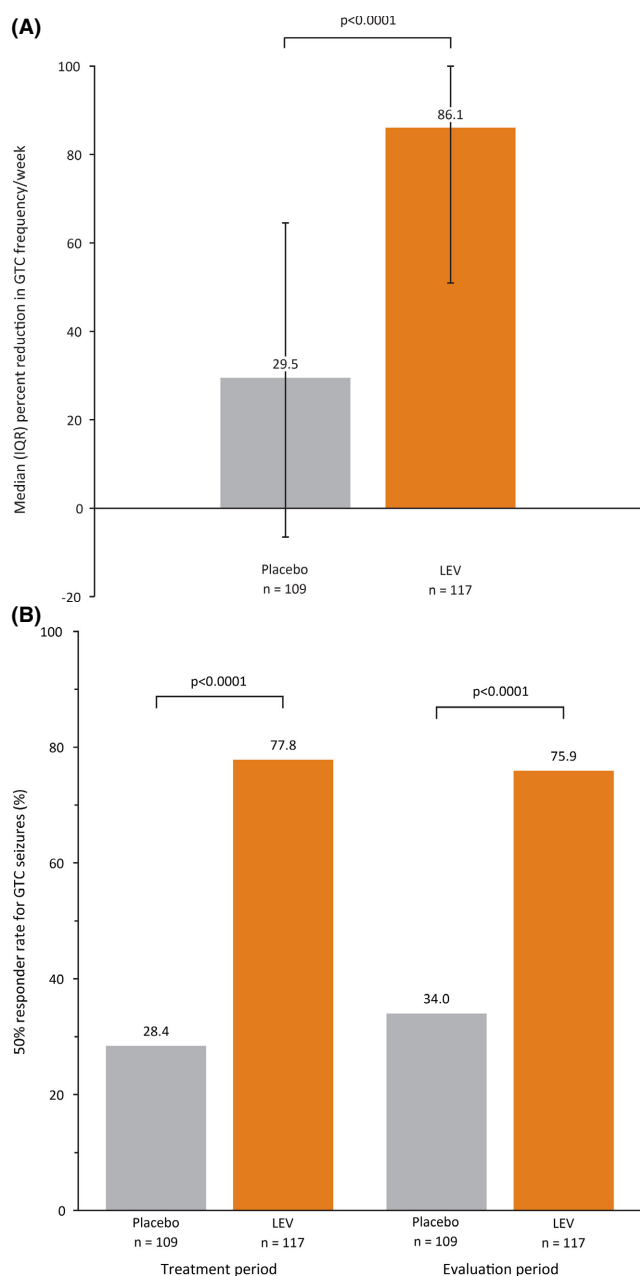 (A)
p<0.0001
Median (IQR) percent reduction in GTC frequency/week
100
80
60
40
20
0
-20
86.1
29.5
Placebo
n = 109
LEV
n = 117
(B)
50% responder rate for GTC seizures (%)
100
80
60
40
20
0
p<0.0001
p<0.0001
77.8
75.9
34.0
28.4
Placebo
n = 109
LEV
n = 117
Placebo
n = 109
LEV
n = 117
Treatment period
Evaluation period